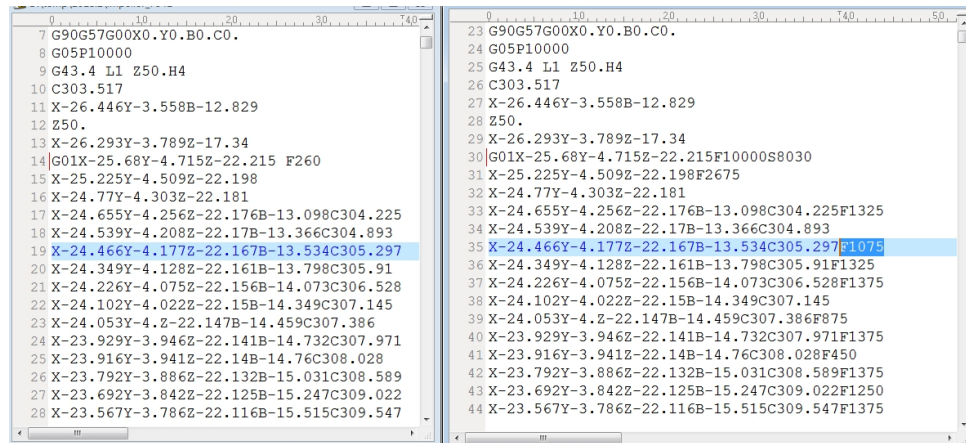 10 20 30 40
7 G90G57G00X0.Y0.B0.C0.
8 G05P10000
9 G43.4 L1 Z50.H4
10 C303.517
11 X-26.446Y-3.558B-12.829
12 Z50.
13 X-26.293Y-3.789Z-17.34
14 G01X-25.68Y-4.715Z-22.215 F260
15 X-25.225Y-4.509Z-22.198
16 X-24.77Y-4.303Z-22.181
17 X-24.655Y-4.256Z-22.176B-13.098C304.225
18 X-24.539Y-4.208Z-22.17B-13.366C304.893
19 X-24.466Y-4.177Z-22.167B-13.534C305.297
20 X-24.349Y-4.128Z-22.161B-13.798C305.91
21 X-24.226Y-4.075Z-22.156B-14.073C306.528
22 X-24.102Y-4.022Z-22.15B-14.349C307.145
23 X-24.053Y-4.Z-22.147B-14.459C307.386
24 X-23.929Y-3.946Z-22.141B-14.732C307.971
25 X-23.916Y-3.941Z-22.14B-14.76C308.028
26 X-23.792Y-3.886Z-22.132B-15.031C308.589
27 X-23.692Y-3.842Z-22.125B-15.247C309.022
28 X-23.567Y-3.786Z-22.116B-15.515C309.547
0 10 20 30 40 50
23 G90G57G00X0.Y0.B0.C0.
24 G05P10000
25 G43.4 L1 Z50.H4
26 C303.517
27 X-26.446Y-3.558B-12.829
28 Z50.
29 X-26.293Y-3.789Z-17.34
30 G01X-25.68Y-4.715Z-22.215F10000S8030
31 X-25.225Y-4.509Z-22.198F2675
32 X-24.77Y-4.303Z-22.181
33 X-24.655Y-4.256Z-22.176B-13.098C304.225F1325
34 X-24.539Y-4.208Z-22.17B-13.366C304.893
35 X-24.466Y-4.177Z-22.167B-13.534C305.297F1075
36 X-24.349Y-4.128Z-22.161B-13.798C305.91F1325
37 X-24.226Y-4.075Z-22.156B-14.073C306.528F1375
38 X-24.102Y-4.022Z-22.15B-14.349C307.145
39 X-24.053Y-4.Z-22.147B-14.459C307.386F875
40 X-23.929Y-3.946Z-22.141B-14.732C307.971F1375
41 X-23.916Y-3.941Z-22.14B-14.76C308.028F450
42 X-23.792Y-3.886Z-22.132B-15.031C308.589F1375
43 X-23.692Y-3.842Z-22.125B-15.247C309.022F1250
44 X-23.567Y-3.786Z-22.116B-15.515C309.547F1375